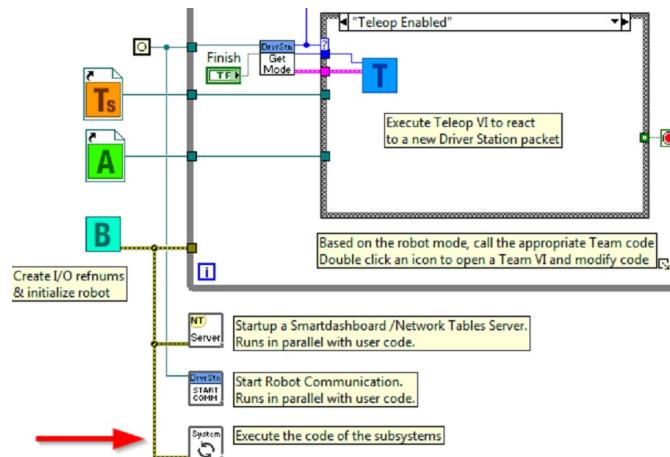 "Teleop Enabled"
Finish
TF
DrvrStn
Get
Mode
?
T
Ts
Execute Teleop VI to react
to a new Driver Station packet
A
B
Based on the robot mode, call the appropriate Team code
Double click an icon to open a Team VI and modify code
i
Create I/O refnums
& initialize robot
NT
Server
Startup a Smartdashboard /Network Tables Server.
Runs in parallel with user code.
DrvrStn
START
COMM
Start Robot Communication.
Runs in parallel with user code.
System
Execute the code of the subsystems